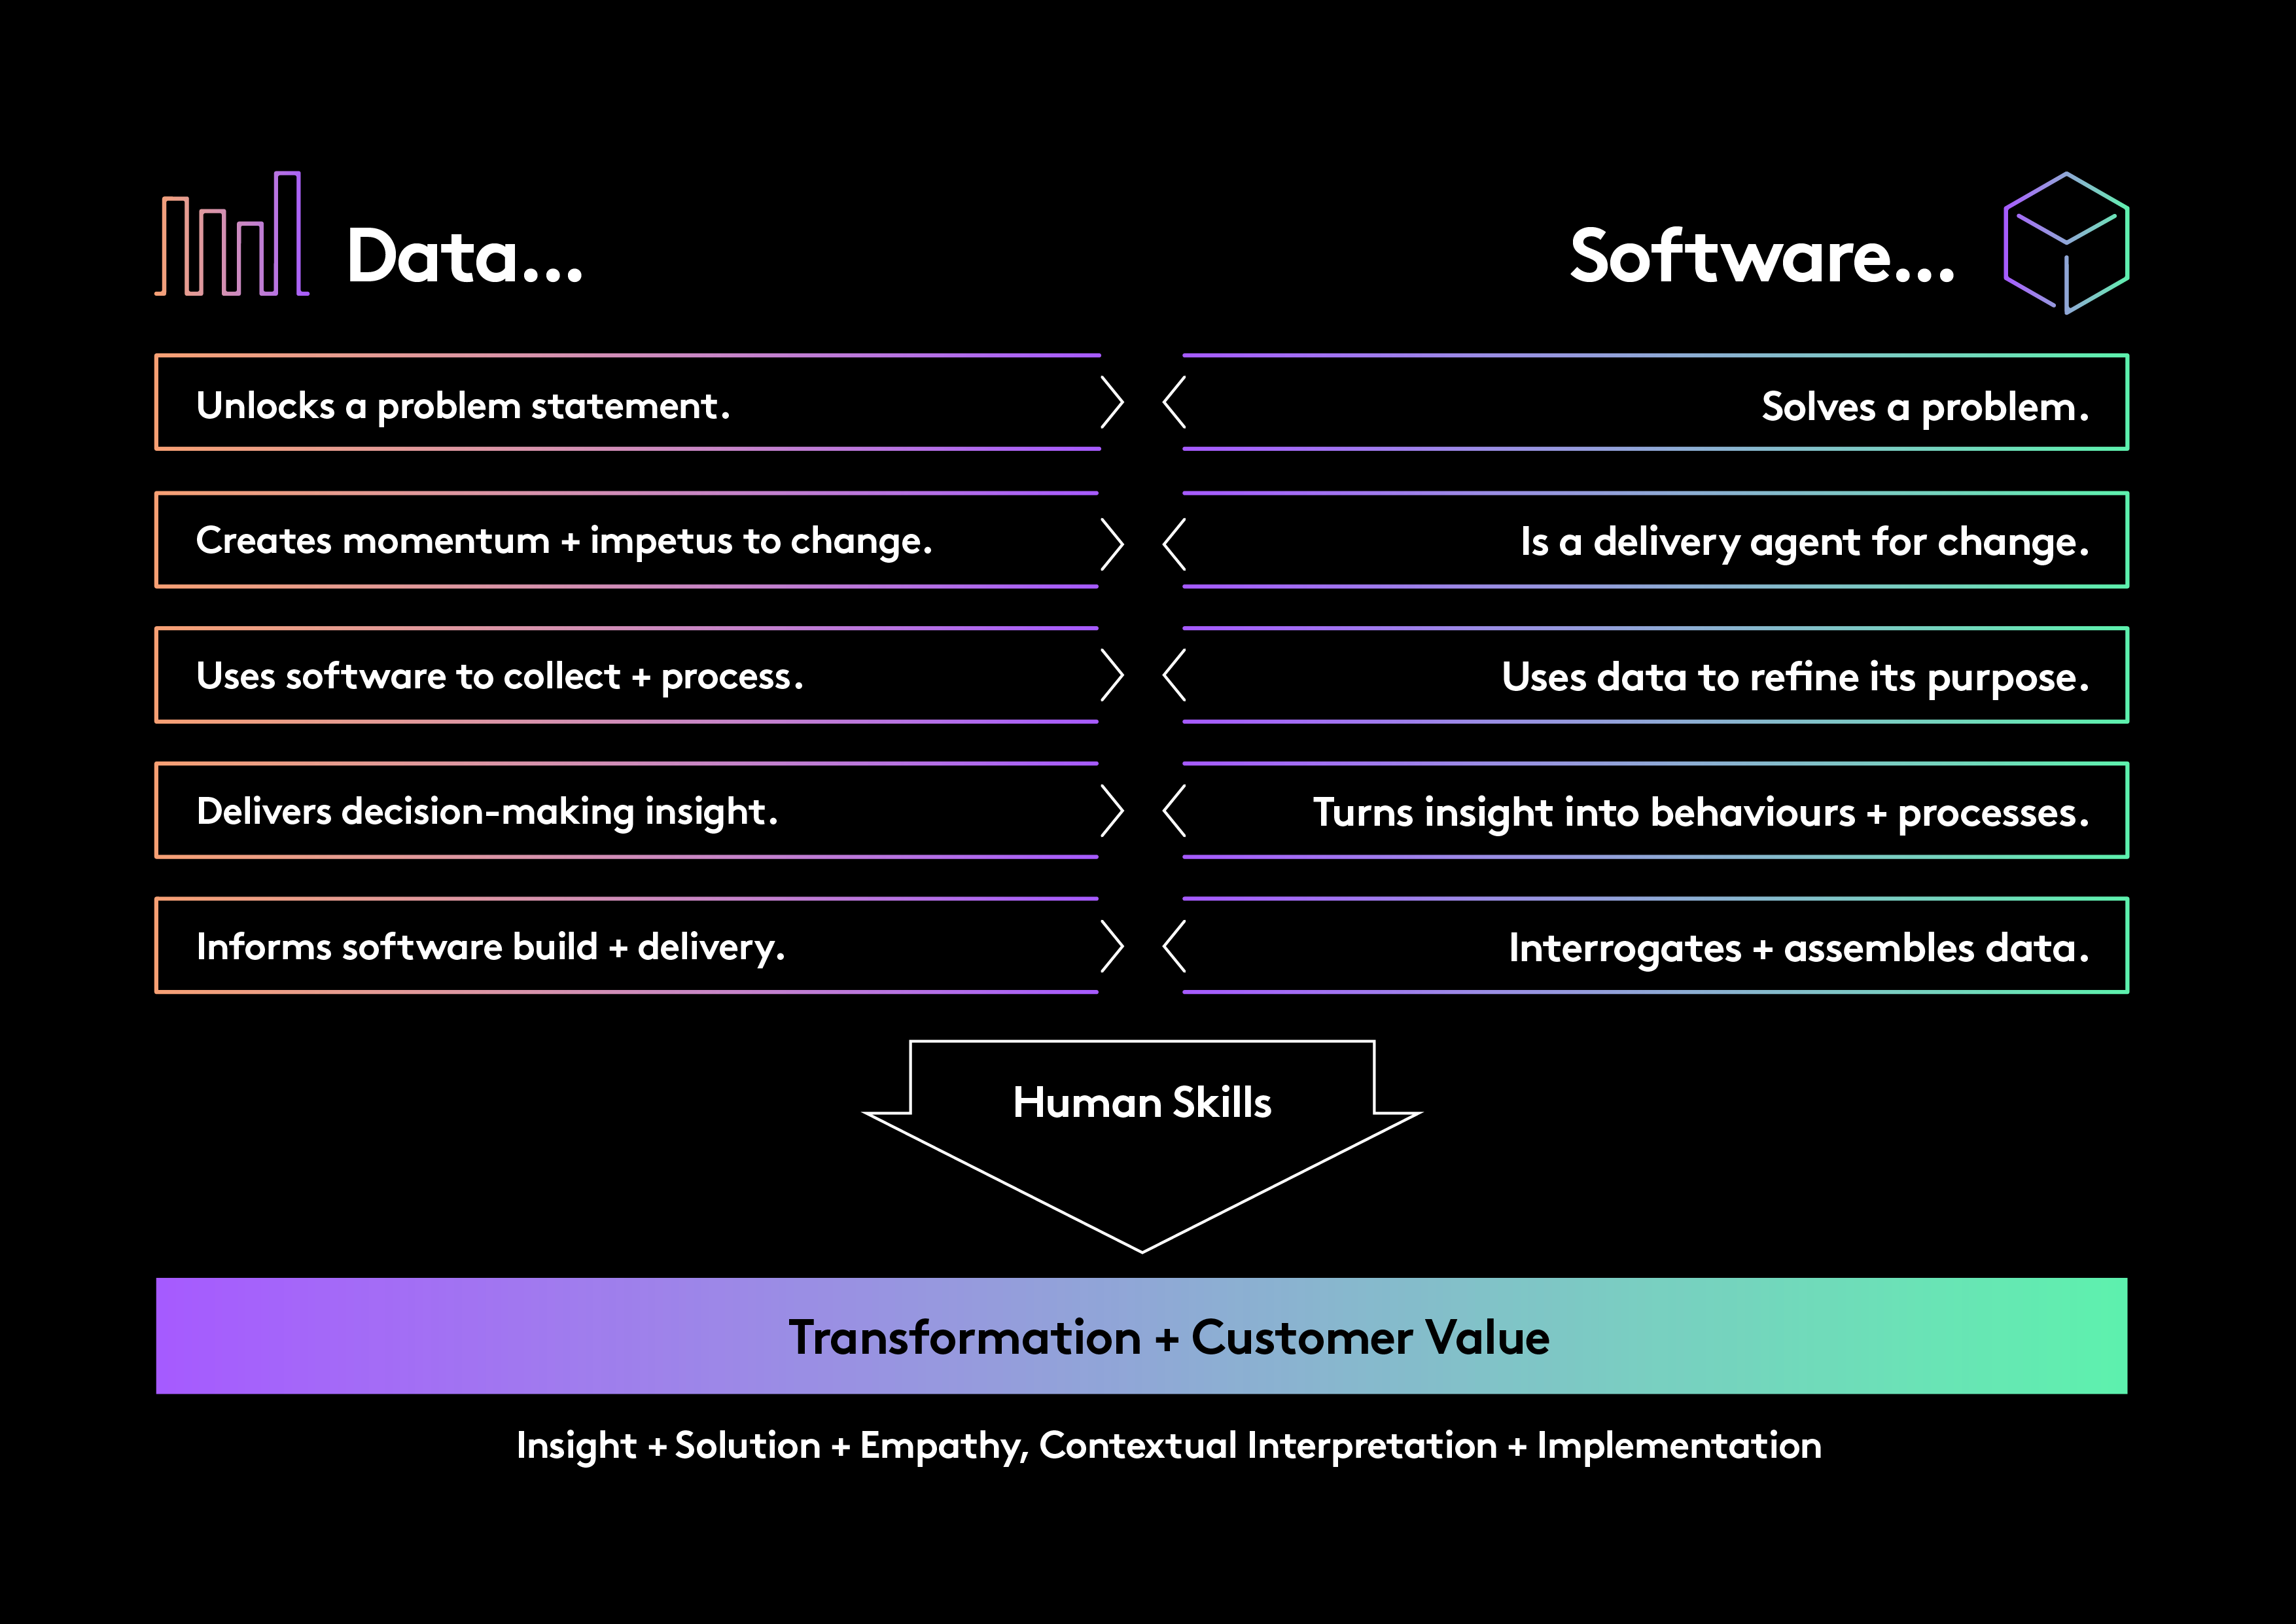 Data...
Software...
Unlocks a problem statement.
Solves a problem.
Creates momentum + impetus to change.
Is a delivery agent for change.
Uses software to collect + process.
Uses data to refine its purpose.
Delivers decision-making insight.
Turns insight into behaviours + processes.
Informs software build + delivery.
Interrogates + assembles data.
Human Skills
Transformation + Customer Value
Insight + Solution + Empathy, Contextual Interpretation + Implementation